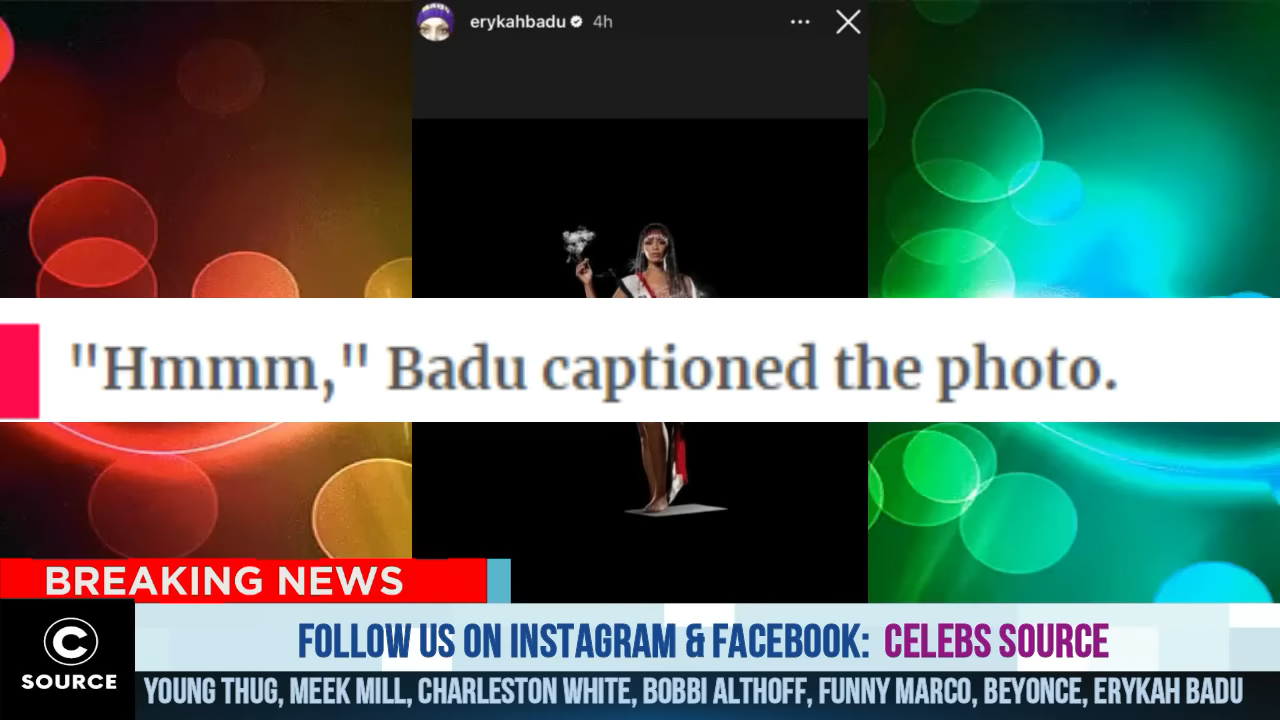 erykahbadu 4h
"Hmmm," Badu captioned the photo.
BREAKING NEWS
FOLLOW US ON INSTAGRAM & FACEBOOK: CELEBS SOURCE
C
SOURCE
YOUNG THUG, MEEK MILL, CHARLESTON WHITE, BOBBI ALTHOFF, FUNNY MARCO, BEYONCE, ERYKAH BADU